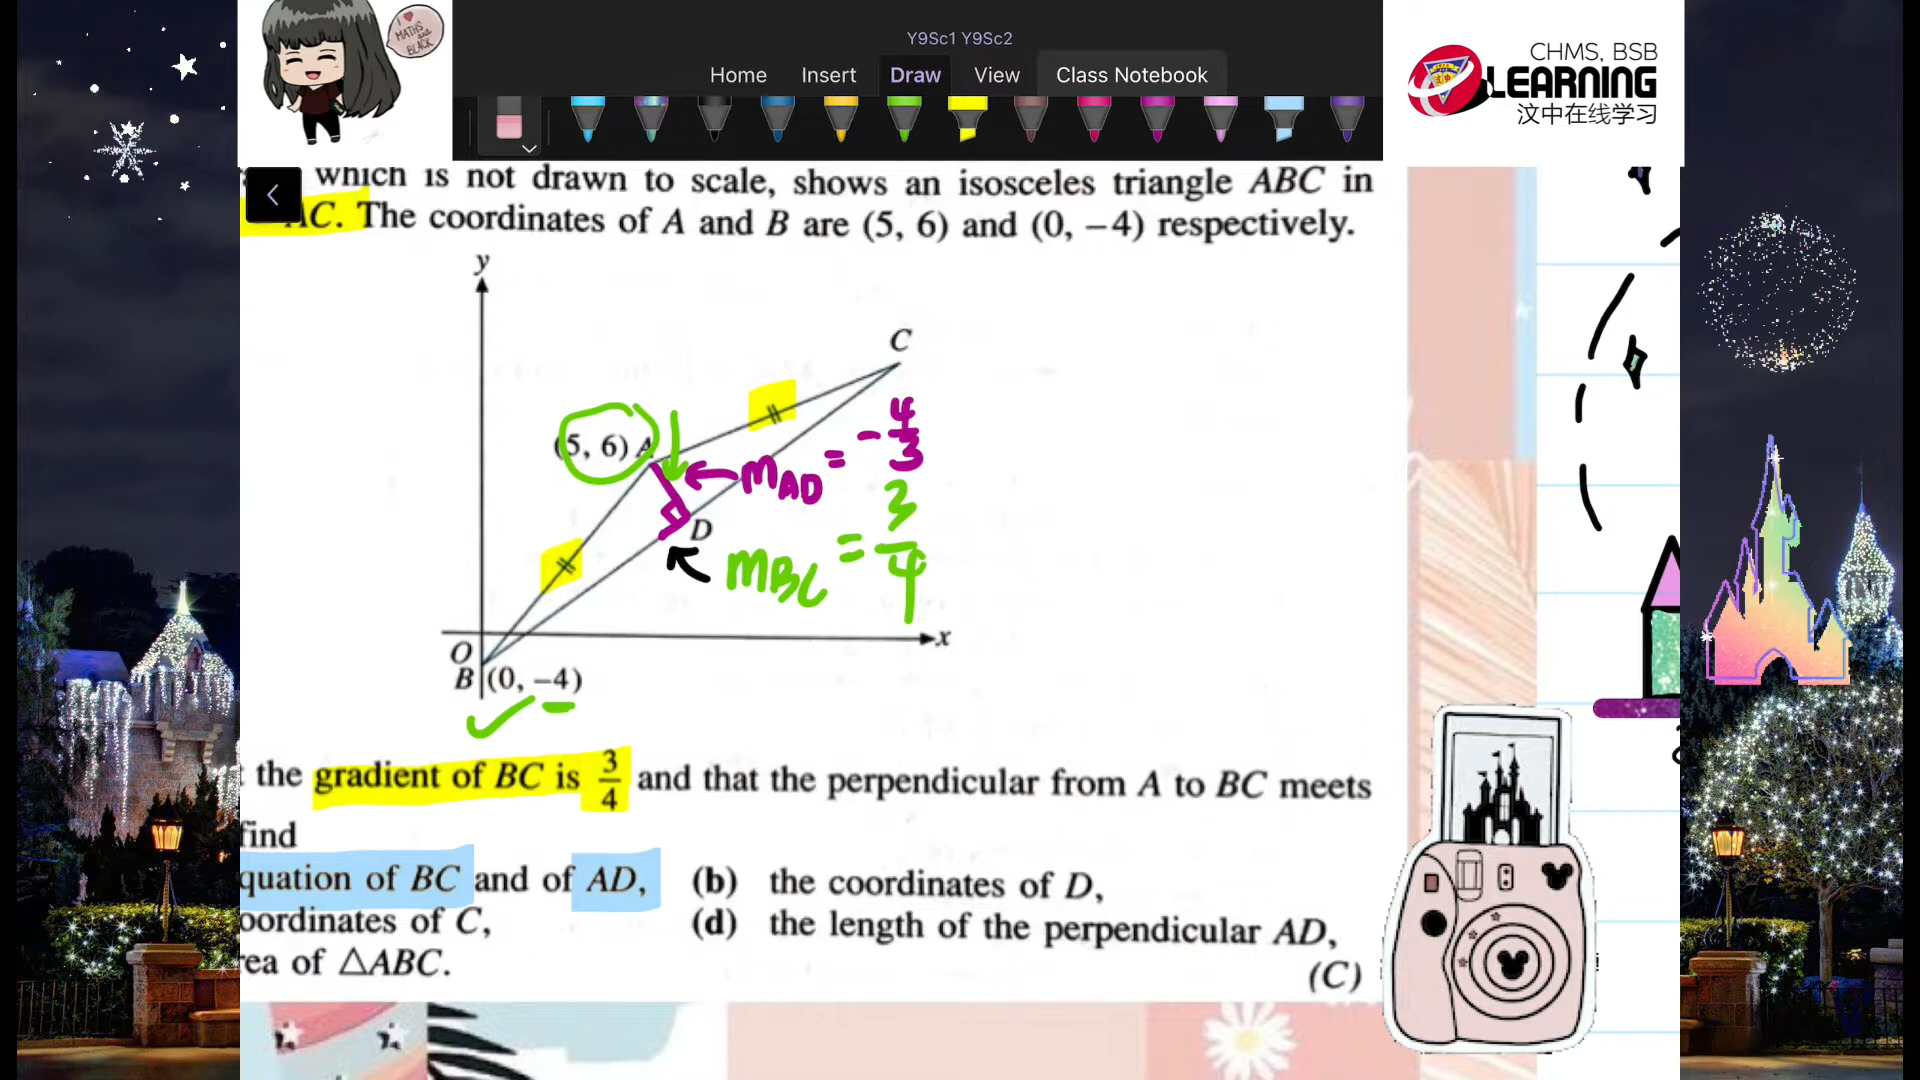 I ❤ MATHS and BLACK
Y9Sc1 Y9Sc2
Home Insert Draw View Class Notebook
CHMS, BSB
LEARNING
汶中在线学习
which is not drawn to scale, shows an isosceles triangle ABC in
AC. The coordinates of A and B are (5, 6) and (0, −4) respectively.
y
C
(5, 6) A
m_AD = -4/3
D
m_BC = 3/4
O
x
B (0, −4)
the gradient of BC is 3/4 and that the perpendicular from A to BC meets
find
quation of BC and of AD, (b) the coordinates of D,
oordinates of C, (d) the length of the perpendicular AD,
rea of △ABC.
(C)